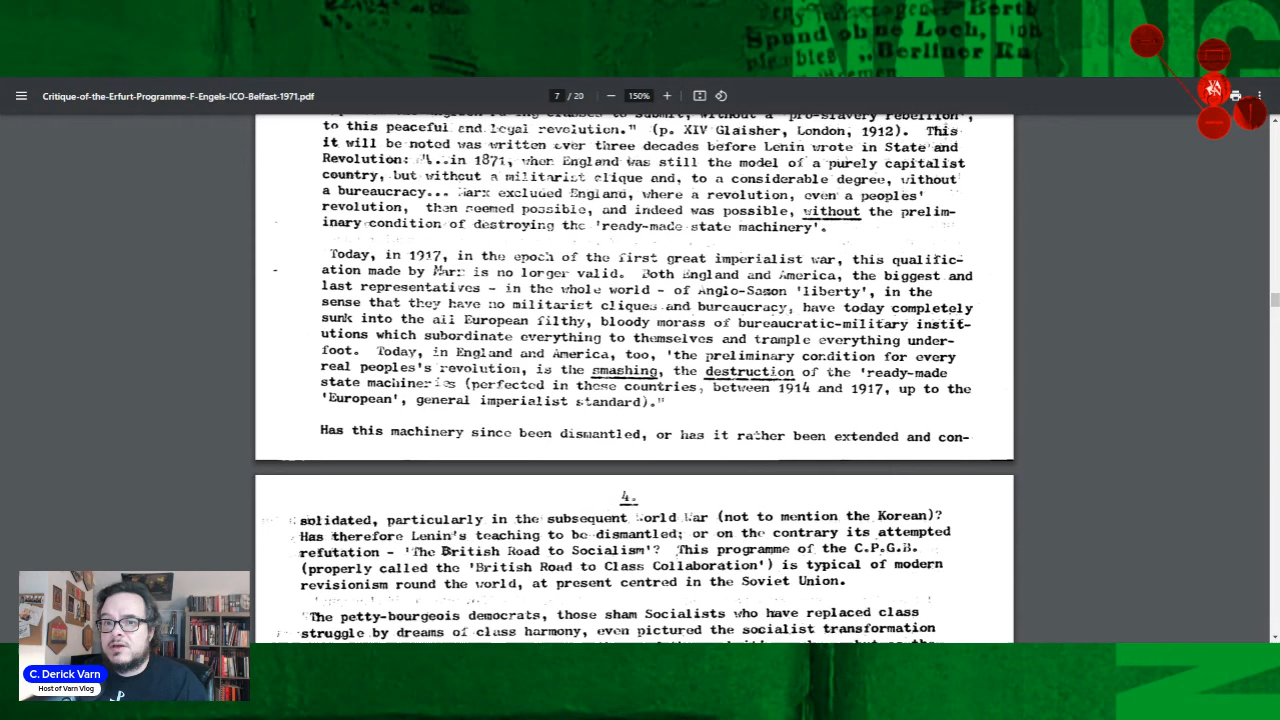 Berth
Spund ohne Loch,
"Berliner
Critique-of-the-Erfurt-Programme-F-Engels-ICO-Belfast-1971.pdf
7 / 20
150%
VARN
to this peaceful and legal revolution." (p. XIV Glaisher, London, 1912). This
it will be noted was written over three decades before Lenin wrote in State and
Revolution: "...in 1871, when England was still the model of a purely capitalist
country, but without a militarist clique and, to a considerable degree, without
a bureaucracy... Marx excluded England, where a revolution, even a peoples'
revolution, then seemed possible, and indeed was possible, without the prelim-
inary condition of destroying the 'ready-made state machinery'.
Today, in 1917, in the epoch of the first great imperialist war, this qualific-
ation made by Marx is no longer valid. Both England and America, the biggest and
last representatives - in the whole world - of Anglo-Saxon 'liberty', in the
sense that they have no militarist cliques and bureaucracy, have today completely
sunk into the all European filthy, bloody morass of bureaucratic-military instit-
utions which subordinate everything to themselves and trample everything under-
foot. Today, in England and America, too, 'the preliminary condition for every
real peoples's revolution, is the smashing, the destruction of the 'ready-made
state machineries (perfected in these countries, between 1914 and 1917, up to the
'European', general imperialist standard)."
Has this machinery since been dismantled, or has it rather been extended and con-
4.
solidated, particularly in the subsequent World War (not to mention the Korean)?
Has therefore Lenin's teaching to be dismantled; or on the contrary its attempted
refutation - 'The British Road to Socialism'? This programme of the C.P.G.B.
(properly called the 'British Road to Class Collaboration') is typical of modern
revisionism round the world, at present centred in the Soviet Union.
"The petty-bourgeois democrats, those sham Socialists who have replaced class
struggle by dreams of class harmony, even pictured the socialist transformation
C. Derick Varn
Host of Varn Vlog